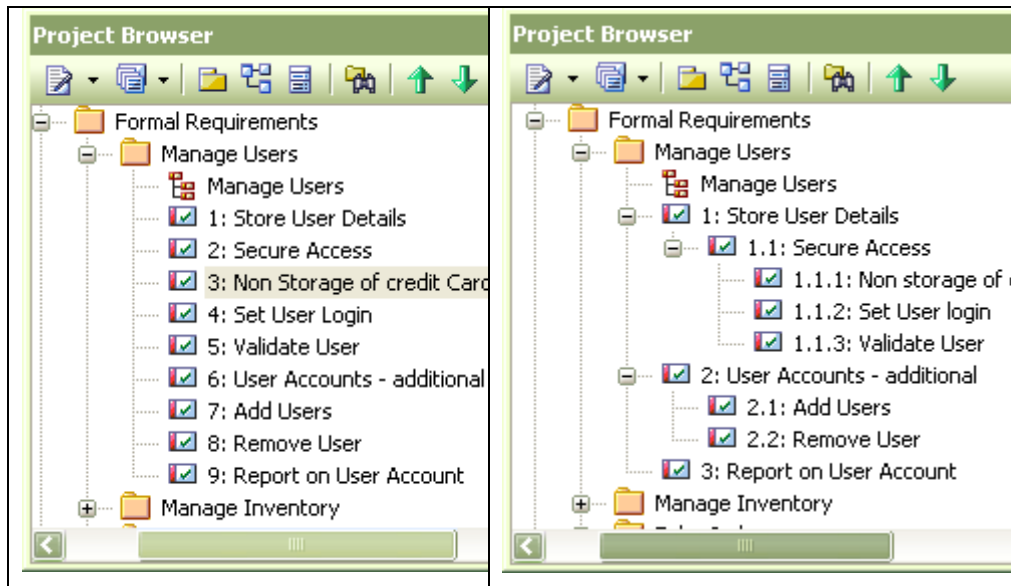 Project Browser
Formal Requirements
Manage Users
Manage Users
1: Store User Details
2: Secure Access
3: Non Storage of credit Card
4: Set User Login
5: Validate User
6: User Accounts - additional
7: Add Users
8: Remove User
9: Report on User Account
Manage Inventory
Project Browser
Formal Requirements
Manage Users
Manage Users
1: Store User Details
1.1: Secure Access
1.1.1: Non storage of
1.1.2: Set User login
1.1.3: Validate User
2: User Accounts - additional
2.1: Add Users
2.2: Remove User
3: Report on User Account
Manage Inventory